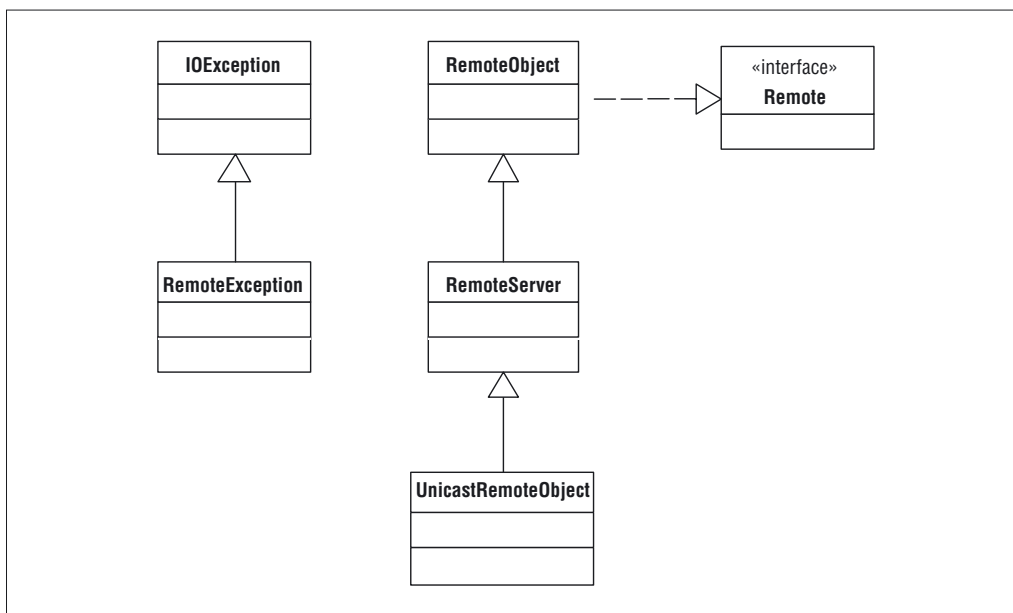 IOException
RemoteObject
«interface»
Remote
RemoteException
RemoteServer
UnicastRemoteObject